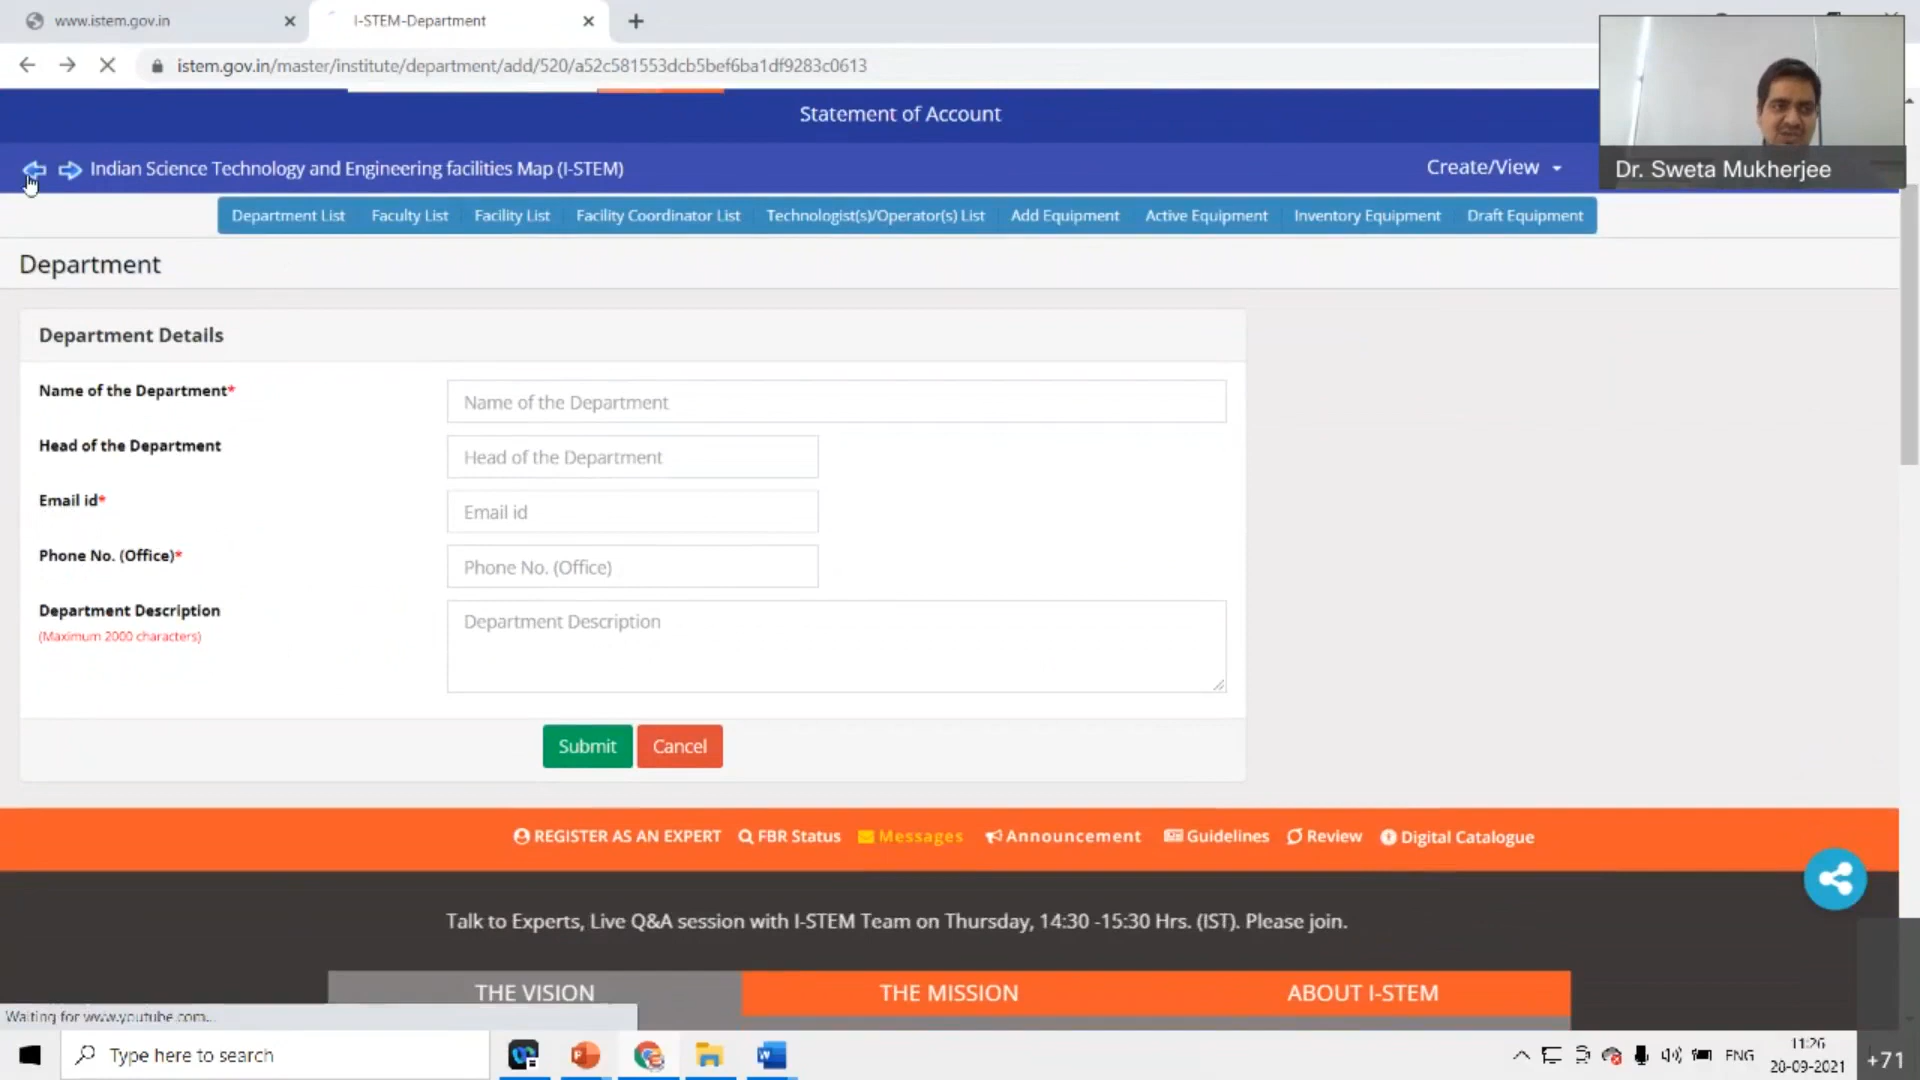 www.istem.gov.in
I-STEM-Department
istem.gov.in/master/institute/department/add/520/a52c581553dcb5bef6ba1df9283c0613
Statement of Account
Indian Science Technology and Engineering facilities Map (I-STEM)
Create/View
Dr. Sweta Mukherjee
Department List Faculty List Facility List Facility Coordinator List Technologist(s)/Operator(s) List Add Equipment Active Equipment Inventory Equipment Draft Equipment
Department
Department Details
Name of the Department*
Name of the Department
Head of the Department
Head of the Department
Email id*
Email id
Phone No. (Office)*
Phone No. (Office)
Department Description
Department Description
(Maximum 2000 characters)
Submit Cancel
REGISTER AS AN EXPERT FBR Status Messages Announcement Guidelines Review Digital Catalogue
Talk to Experts, Live Q&A session with I-STEM Team on Thursday, 14:30 -15:30 Hrs. (IST). Please join.
THE VISION THE MISSION ABOUT I-STEM
Waiting for www.youtube.com...
Type here to search
ENG
11:26
28-09-2021
+71